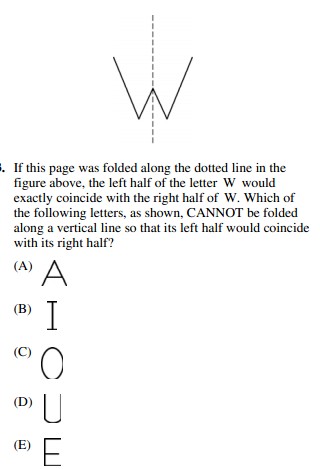 W
. If this page was folded along the dotted line in the
figure above, the left half of the letter W would
exactly coincide with the right half of W. Which of
the following letters, as shown, CANNOT be folded
along a vertical line so that its left half would coincide
with its right half?
(A) A
(B) I
(C) O
(D) U
(E) E